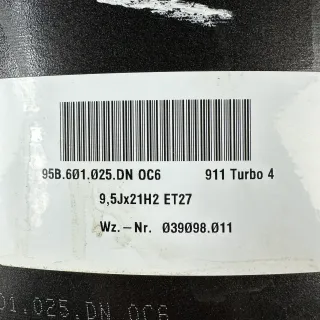 95B.601.025.DN OC6 911 Turbo 4
9,5Jx21H2 ET27
Wz.-Nr. 039098.011
01.025.DN OC6